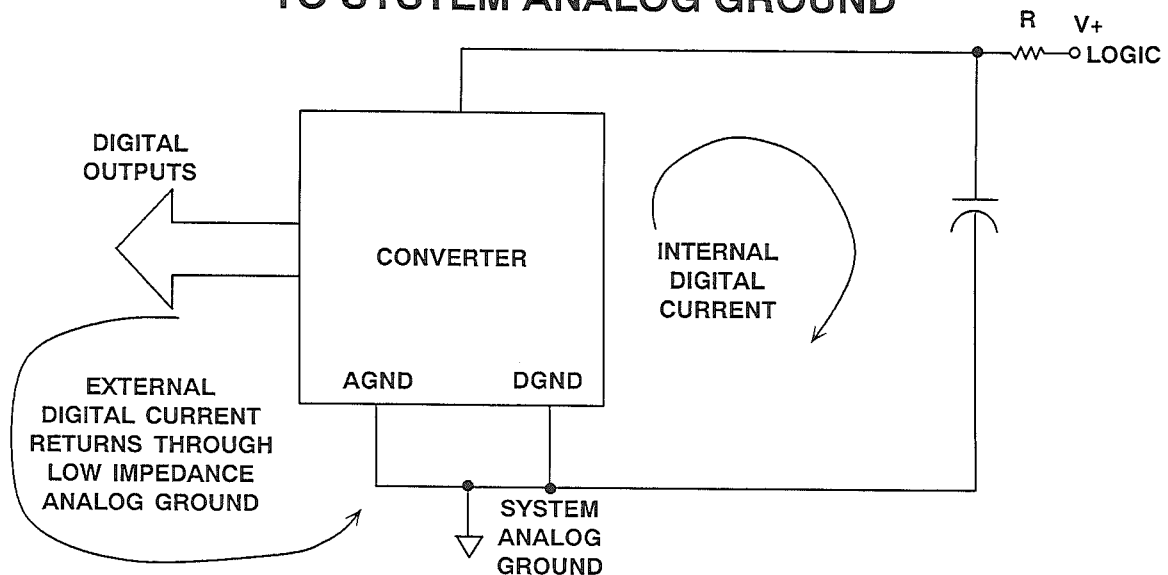 TO SYSTEM ANALOG GROUND
R
V+
LOGIC
DIGITAL
OUTPUTS
CONVERTER
INTERNAL
DIGITAL
CURRENT
AGND
DGND
EXTERNAL
DIGITAL CURRENT
RETURNS THROUGH
LOW IMPEDANCE
ANALOG GROUND
SYSTEM
ANALOG
GROUND